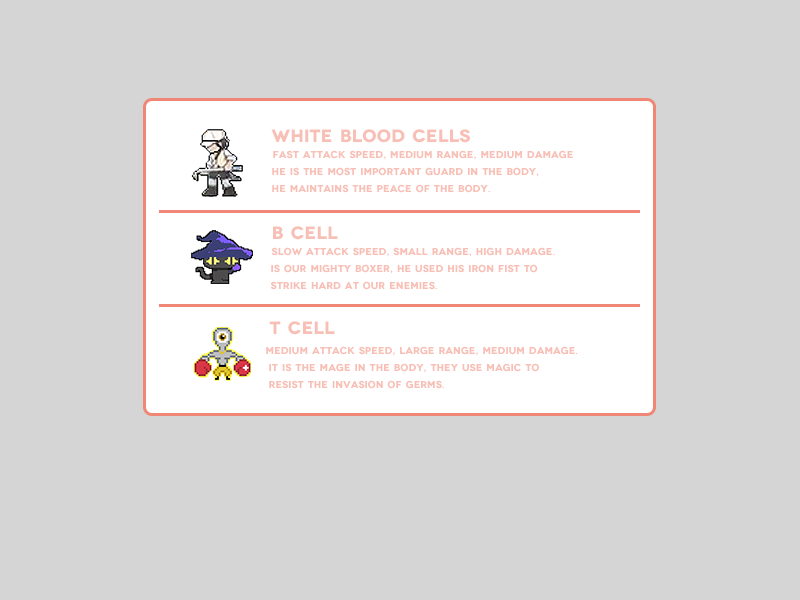 WHITE BLOOD CELLS
FAST ATTACK SPEED, MEDIUM RANGE, MEDIUM DAMAGE
HE IS THE MOST IMPORTANT GUARD IN THE BODY,
HE MAINTAINS THE PEACE OF THE BODY.
B CELL
SLOW ATTACK SPEED, SMALL RANGE, HIGH DAMAGE.
IS OUR MIGHTY BOXER, HE USED HIS IRON FIST TO
STRIKE HARD AT OUR ENEMIES.
T CELL
MEDIUM ATTACK SPEED, LARGE RANGE, MEDIUM DAMAGE.
IT IS THE MAGE IN THE BODY, THEY USE MAGIC TO
RESIST THE INVASION OF GERMS.